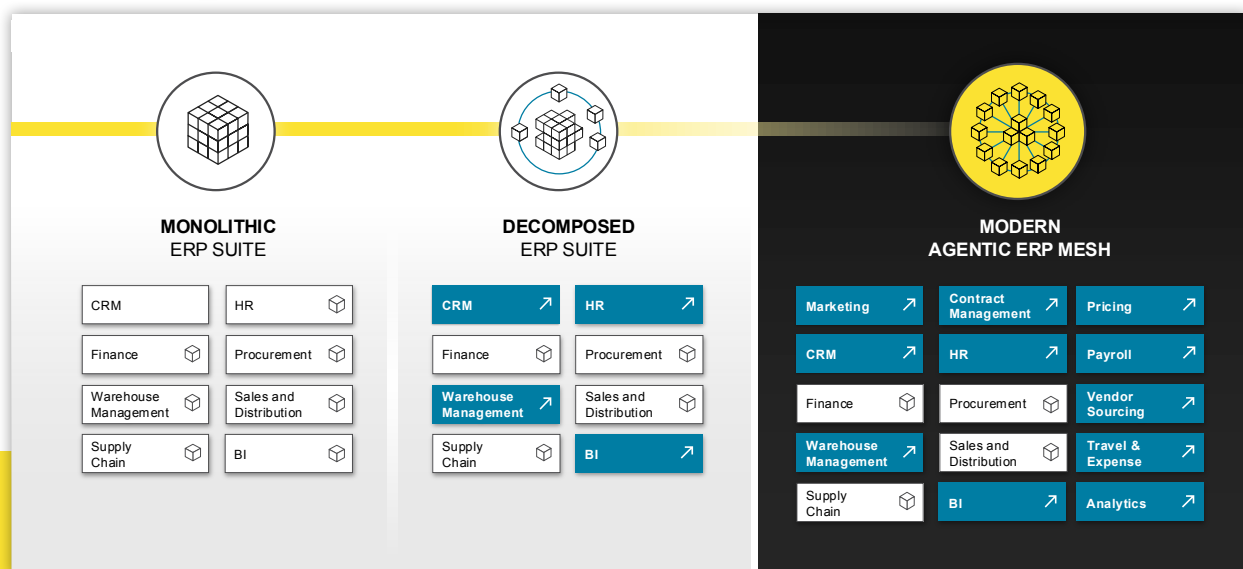 MONOLITHIC
ERP SUITE
CRM
HR
Finance
Procurement
Warehouse
Management
Sales and
Distribution
Supply
Chain
BI
DECOMPOSED
ERP SUITE
CRM
HR
Finance
Procurement
Warehouse
Management
Sales and
Distribution
Supply
Chain
BI
MODERN
AGENTIC ERP MESH
Marketing
Contract
Management
Pricing
CRM
HR
Payroll
Finance
Procurement
Vendor
Sourcing
Warehouse
Management
Sales and
Distribution
Travel &
Expense
Supply
Chain
BI
Analytics